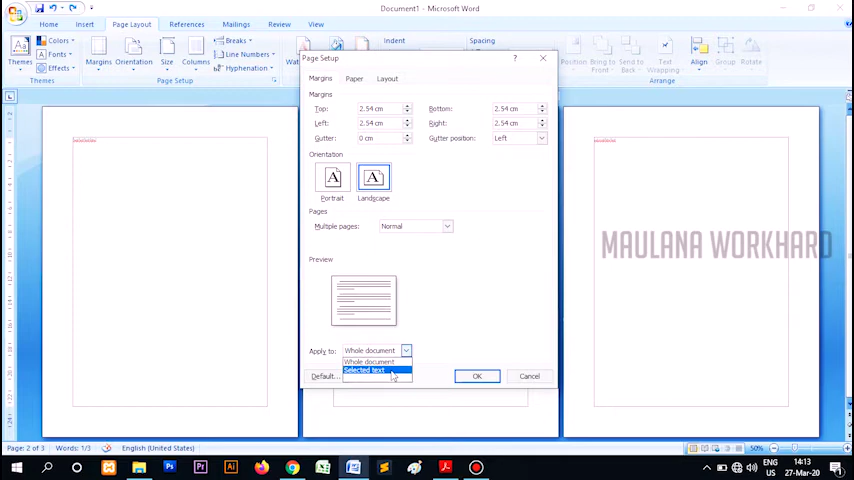 Document1 - Microsoft Word
Home Insert Page Layout References Mailings Review View
Themes Colors Fonts Effects Margins Orientation Size Columns Breaks Line Numbers Hyphenation Indent Spacing Position Bring to Front Send to Back Text Wrapping Align Group Rotate
Themes Page Setup Arrange
Page Setup ?
Margins Paper Layout
Margins
Top: 2.54 cm Bottom: 2.54 cm
Left: 2.54 cm Right: 2.54 cm
Gutter: 0 cm Gutter position: Left
Orientation
Portrait Landscape
Pages
Multiple pages: Normal
MAULANA WORKHARD
Preview
Apply to: Whole document
Whole document
Selected text
Default... OK Cancel
Page: 2 of 3 Words: 1/3 English (United States) 50%
ENG 14:13
US 27-Mar-20